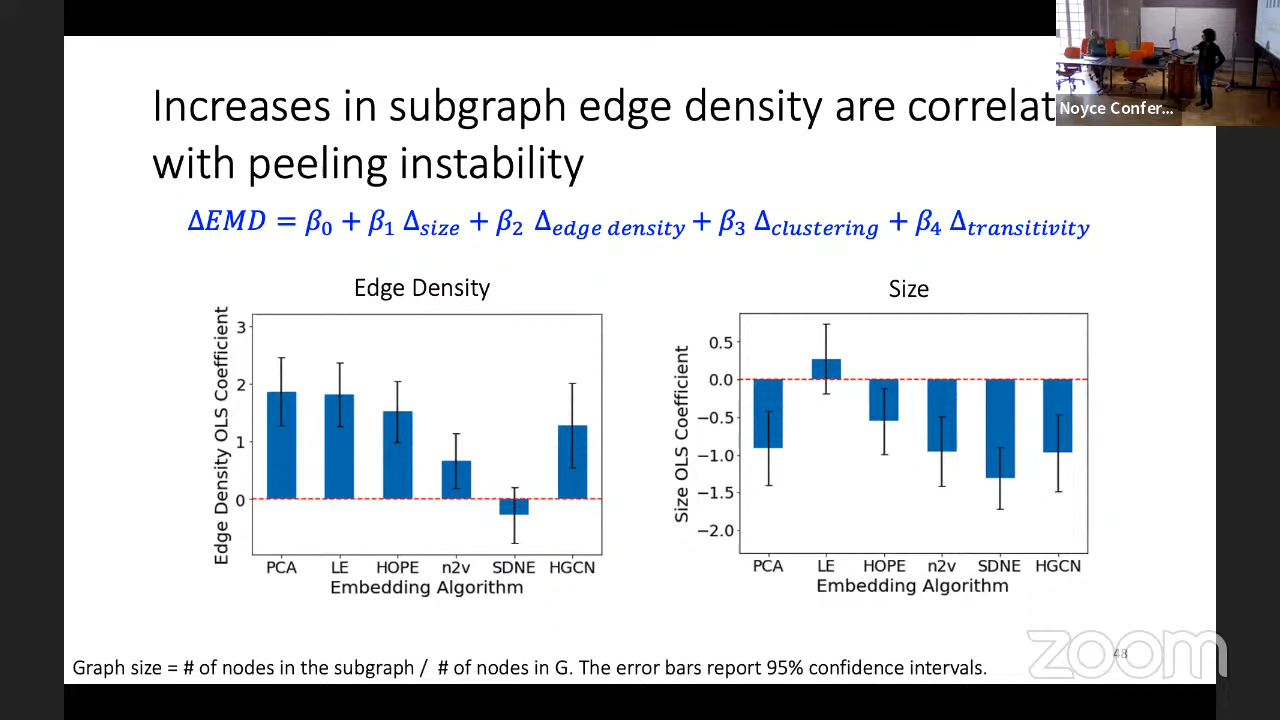 Increases in subgraph edge density are correlat
with peeling instability
ΔEMD = β₀ + β₁ Δ_size + β₂ Δ_edge density + β₃ Δ_clustering + β₄ Δ_transitivity
Edge Density
Edge Density OLS Coefficient
3
2
1
0
PCA LE HOPE n2v SDNE HGCN
Embedding Algorithm
Size
Size OLS Coefficient
0.5
0.0
−0.5
−1.0
−1.5
−2.0
PCA LE HOPE n2v SDNE HGCN
Embedding Algorithm
Graph size = # of nodes in the subgraph / # of nodes in G. The error bars report 95% confidence intervals.
48
zoom
Noyce Confer...